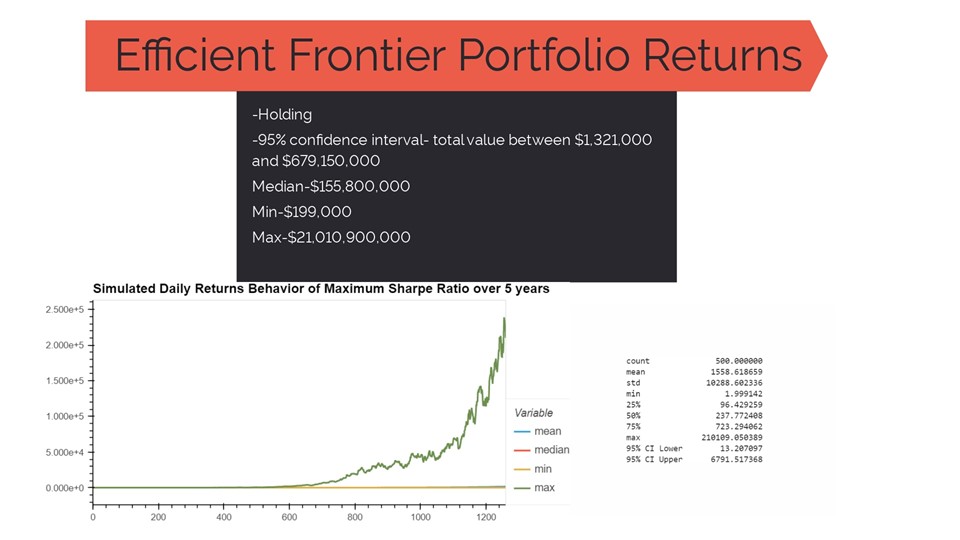 Efficient Frontier Portfolio Returns
-Holding
-95% confidence interval- total value between $1,321,000
and $679,150,000
Median-$155,800,000
Min-$199,000
Max-$21,010,900,000
Simulated Daily Returns Behavior of Maximum Sharpe Ratio over 5 years
2.500e+5
2.000e+5
1.500e+5
1.000e+5
5.000e+4
0.000e+0
0 200 400 600 800 1000 1200
Variable
mean
median
min
max
count 500.000000
mean 1558.618659
std 10288.602336
min 1.999142
25% 96.429259
50% 237.772408
75% 723.294062
max 210109.050389
95% CI Lower 13.207097
95% CI Upper 6791.517368